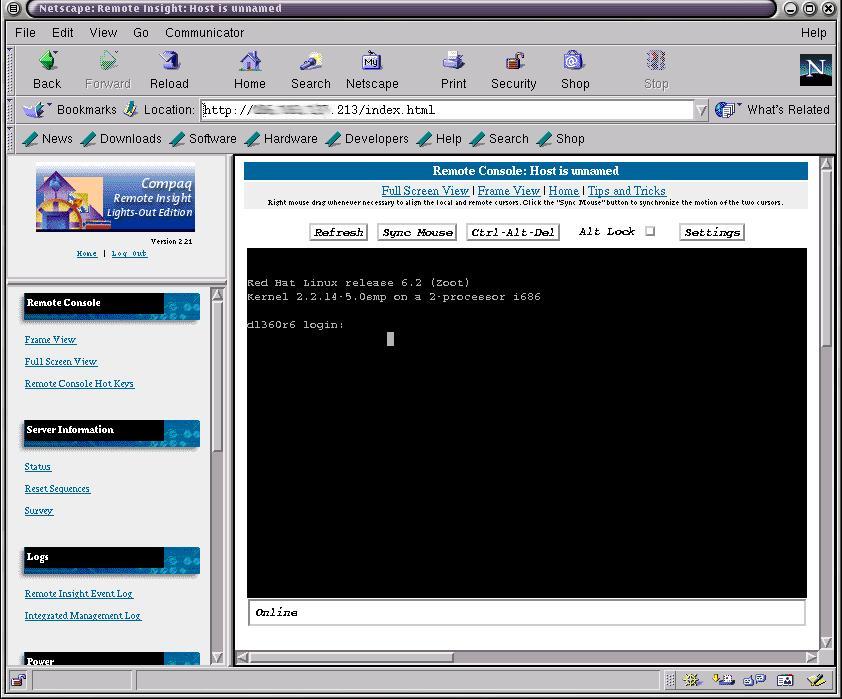 Netscape: Remote Insight: Host is unnamed
File Edit View Go Communicator Help
Back Forward Reload Home Search Netscape Print Security Shop Stop
My
N
Bookmarks Location: http:// .213/index.html What's Related
News Downloads Software Hardware Developers Help Search Shop
Compaq
Remote Insight
Lights-Out Edition
Version 2.21
Home | Log Out
Remote Console
Frame View
Full Screen View
Remote Console Hot Keys
Server Information
Status
Reset Sequences
Survey
Logs
Remote Insight Event Log
Integrated Management Log
Power
Remote Console: Host is unnamed
Full Screen View | Frame View | Home | Tips and Tricks
Right mouse drag whenever necessary to align the local and remote cursors. Click the "Sync Mouse" button to synchronize the motion of the two cursors.
Refresh Sync Mouse Ctrl-Alt-Del Alt Lock Settings
Red Hat Linux release 6.2 (Zoot)
Kernel 2.2.14-5.0smp on a 2-processor i686
dl360r6 login:
Online